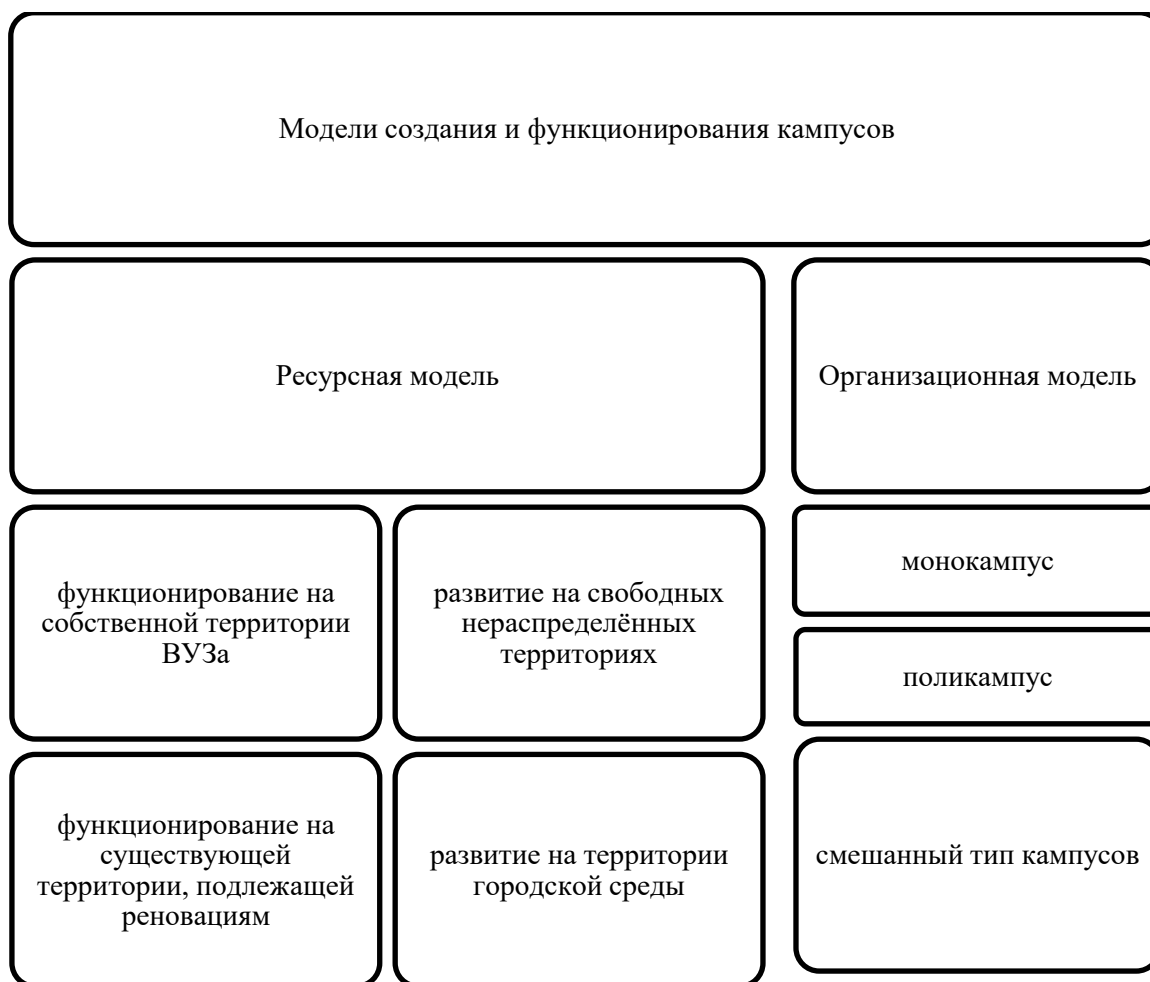 Модели создания и функционирования кампусов
Ресурсная модель
Организационная модель
функционирование на
собственной территории
ВУЗа
развитие на свободных
нераспределённых
территориях
монокампус
поликампус
функционирование на
существующей
территории, подлежащей
реновациям
развитие на территории
городской среды
смешанный тип кампусов